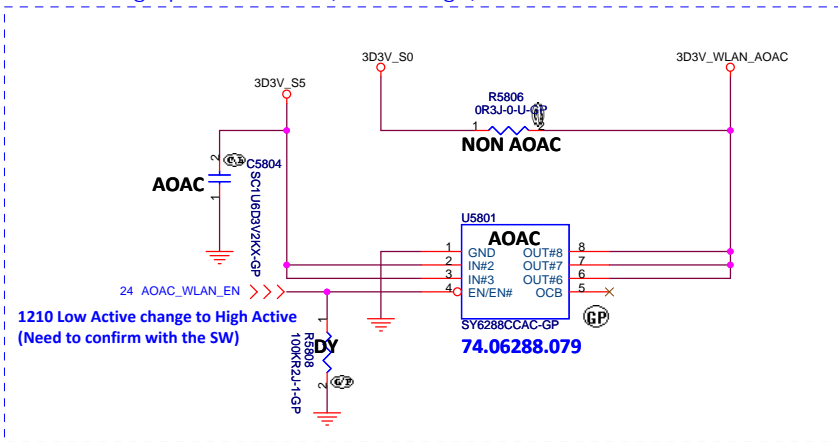 3D3V_S5
3D3V_S0
3D3V_WLAN_AOAC
R5806
0R3J-0-U-GP
1
2
NON AOAC
2
C5804
SC1U6D3V2KX-GP
AOAC
1
U5801
AOAC
1 GND OUT#8 8
2 IN#2 OUT#7 7
3 IN#3 OUT#6 6
4 EN/EN# OCB 5
SY6288CCAC-GP
GP
74.06288.079
24 AOAC_WLAN_EN
1210 Low Active change to High Active
(Need to confirm with the SW)
1
R5808
100KR2J-1-GP
DY
2
GP